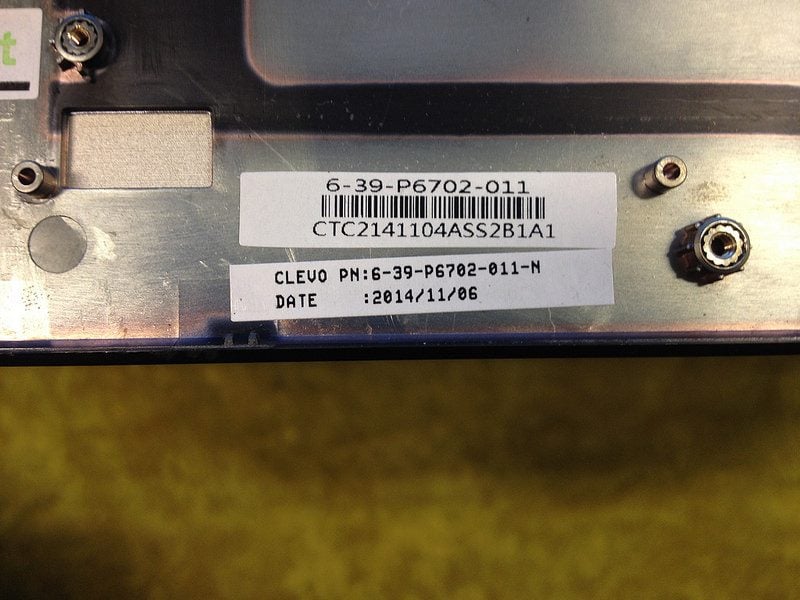 t
6-39-P6702-011
CTC2141104ASS2B1A1
CLEVO PN:6-39-P6702-011-N
DATE :2014/11/06